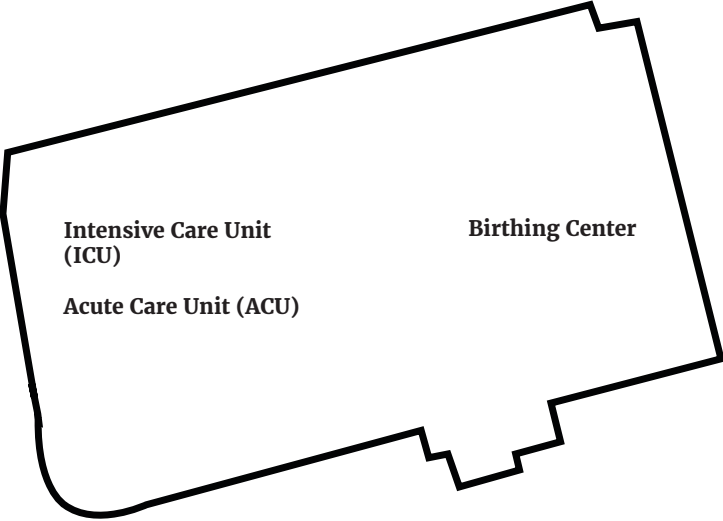 Intensive Care Unit
(ICU)
Acute Care Unit (ACU)
Birthing Center